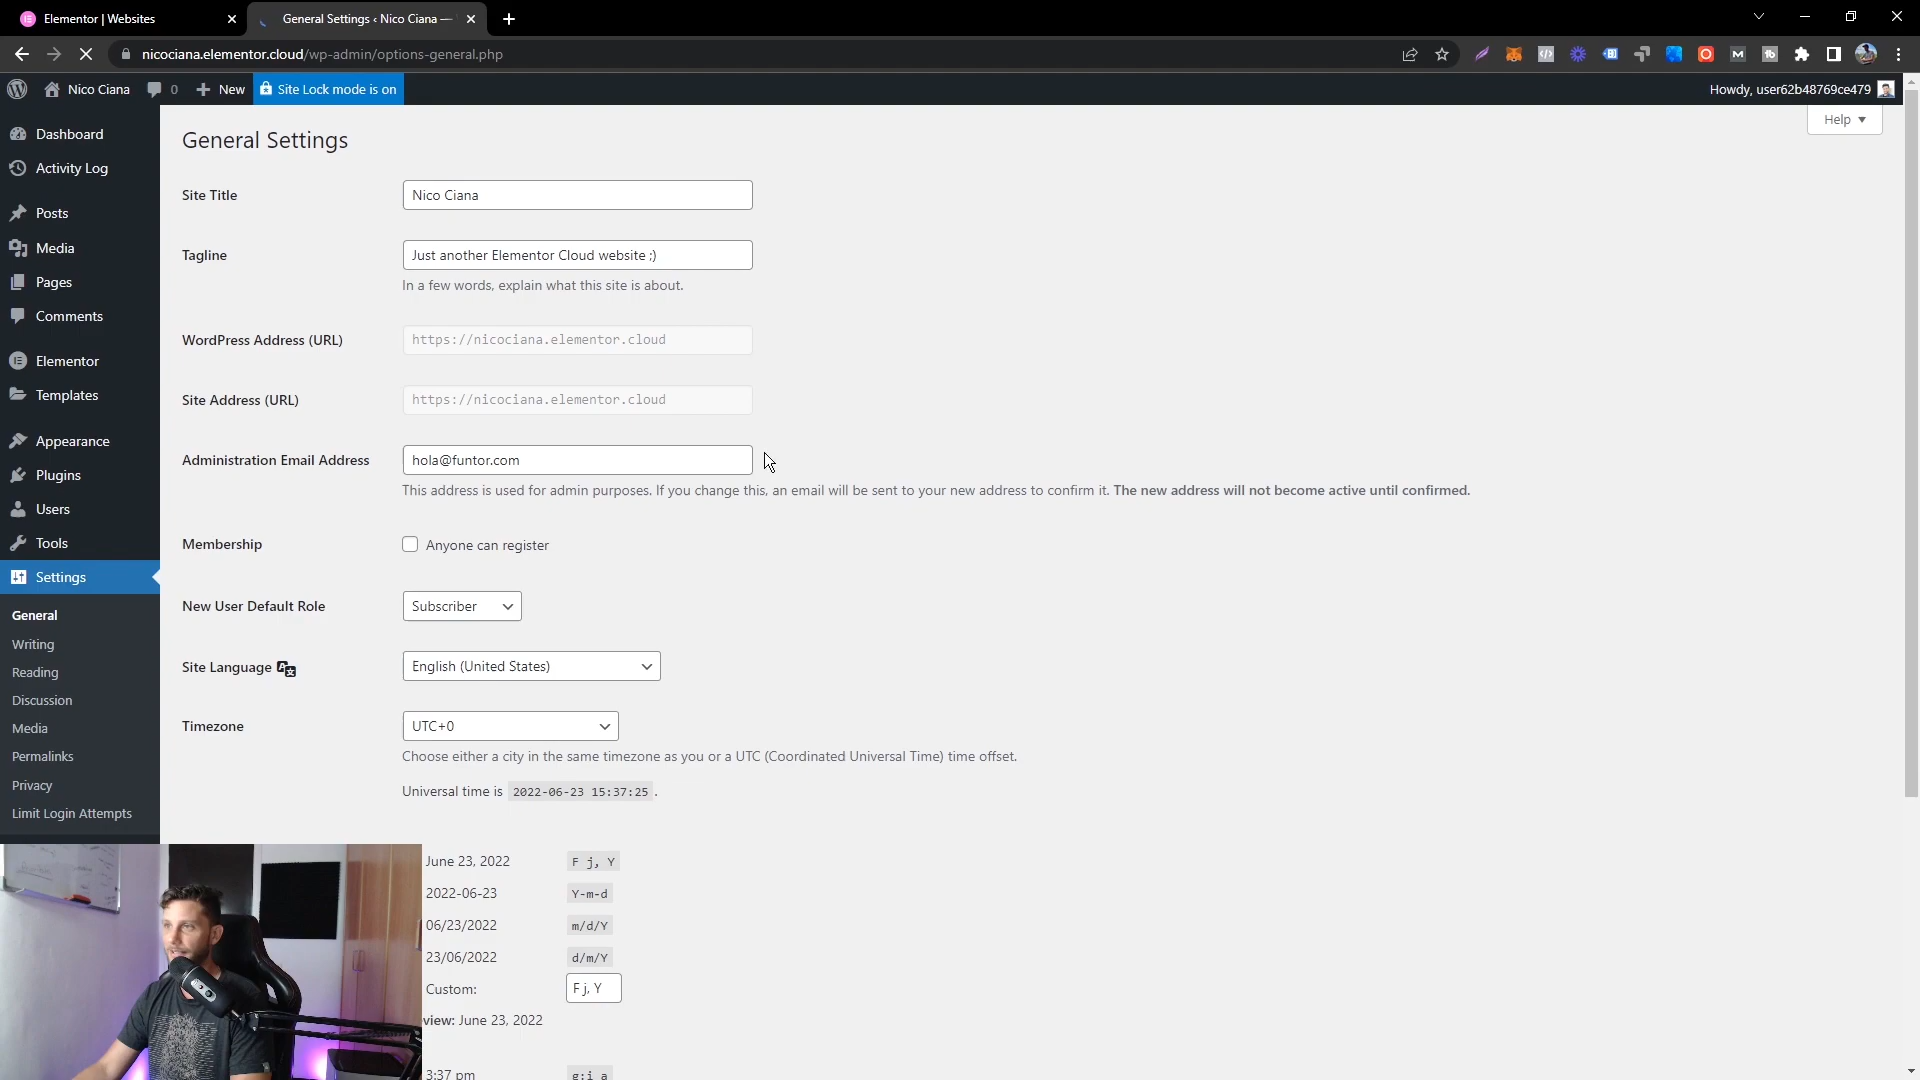 Elementor | Websites
General Settings ‹ Nico Ciana —
nicociana.elementor.cloud/wp-admin/options-general.php
Nico Ciana
0
New
Site Lock mode is on
Howdy, user62b48769ce479
Help
Dashboard
Activity Log
Posts
Media
Pages
Comments
Elementor
Templates
Appearance
Plugins
Users
Tools
Settings
General
Writing
Reading
Discussion
Media
Permalinks
Privacy
Limit Login Attempts
General Settings
Site Title
Nico Ciana
Tagline
Just another Elementor Cloud website ;)
In a few words, explain what this site is about.
WordPress Address (URL)
https://nicociana.elementor.cloud
Site Address (URL)
https://nicociana.elementor.cloud
Administration Email Address
hola@funtor.com
This address is used for admin purposes. If you change this, an email will be sent to your new address to confirm it. The new address will not become active until confirmed.
Membership
Anyone can register
New User Default Role
Subscriber
Site Language
English (United States)
Timezone
UTC+0
Choose either a city in the same timezone as you or a UTC (Coordinated Universal Time) time offset.
Universal time is 2022-06-23 15:37:25 .
June 23, 2022 F j, Y
2022-06-23 Y-m-d
06/23/2022 m/d/Y
23/06/2022 d/m/Y
Custom: F j, Y
view: June 23, 2022
3:37 pm g:i a